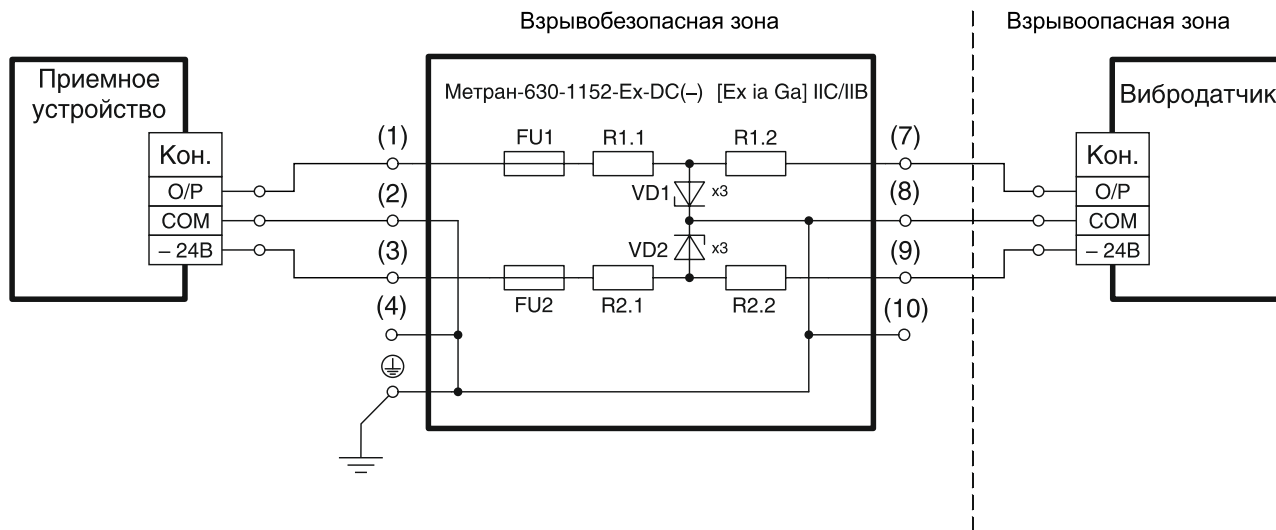 Взрывобезопасная зона
Взрывоопасная зона
Приемное
устройство
Метран-630-1152-Ex-DC(–) [Ex ia Ga] IIC/IIB
Вибродатчик
Кон.
O/P
COM
– 24В
(1)
(2)
(3)
(4)
FU1
R1.1
R1.2
VD1
x3
VD2
x3
FU2
R2.1
R2.2
(7)
(8)
(9)
(10)
Кон.
O/P
COM
– 24В